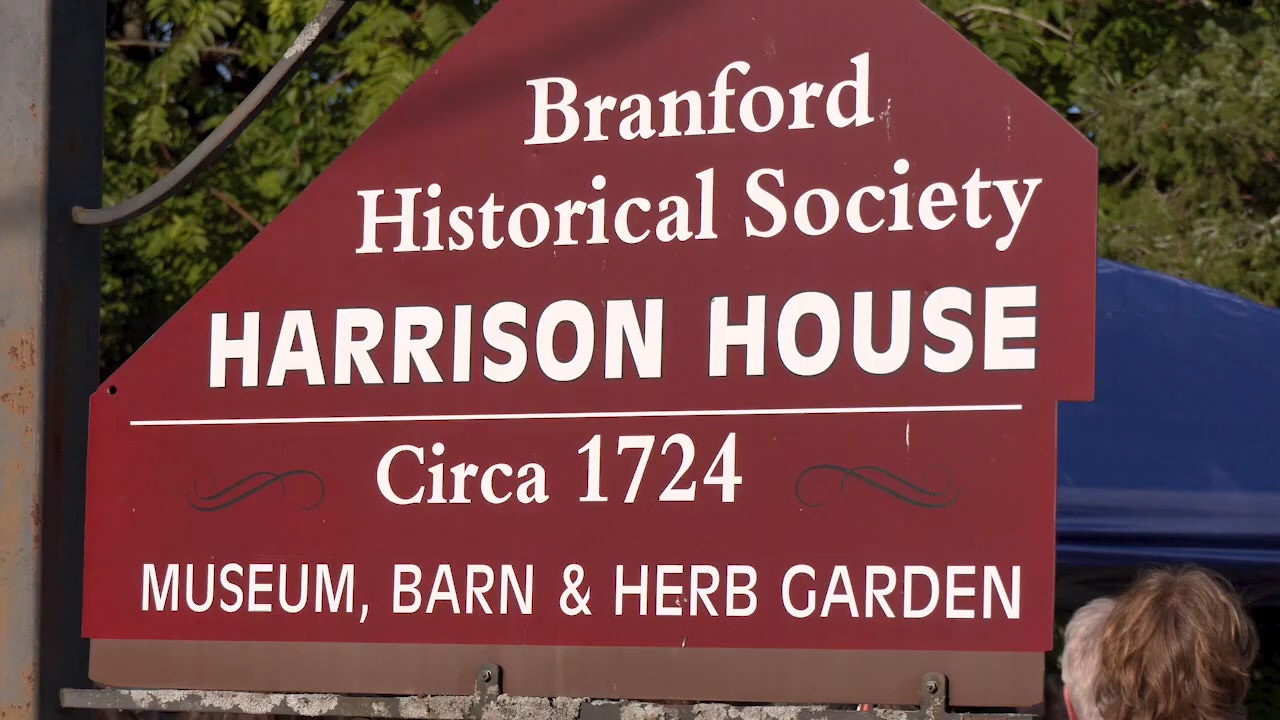 Branford
Historical Society
HARRISON HOUSE
Circa 1724
MUSEUM, BARN & HERB GARDEN